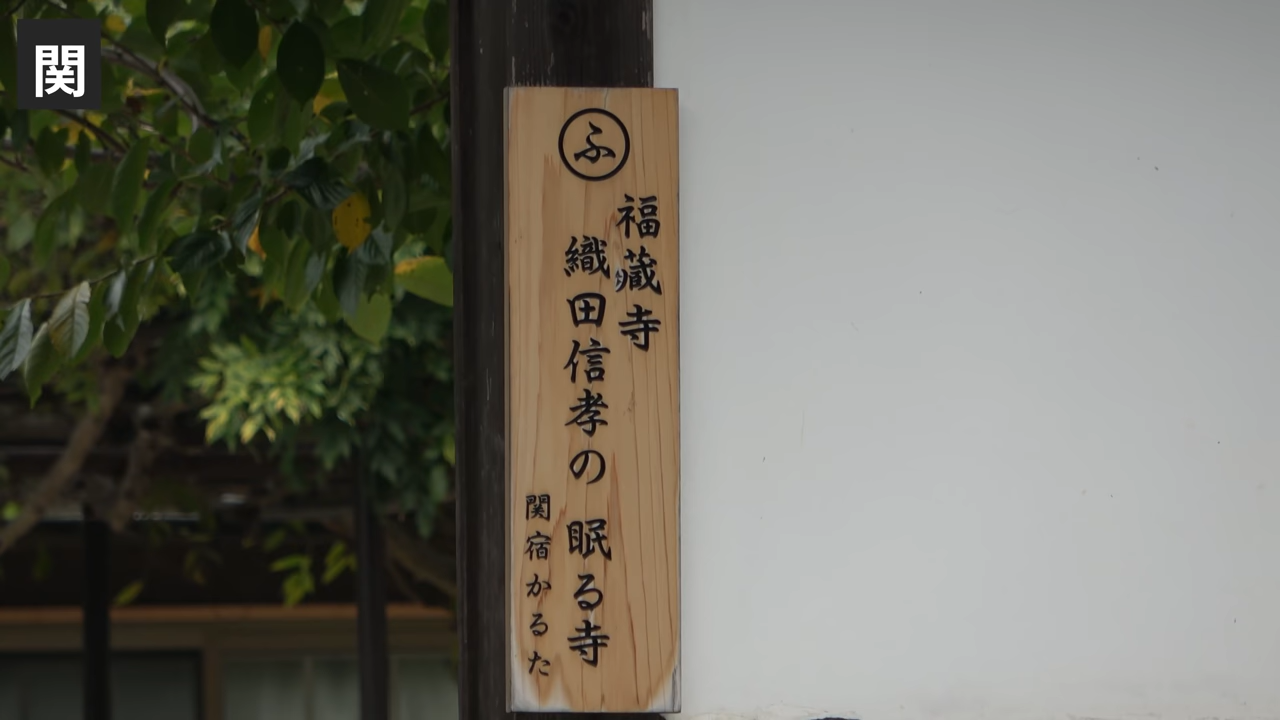 関
ふ
福蔵寺
織田信孝の 眠る寺
関宿かるた